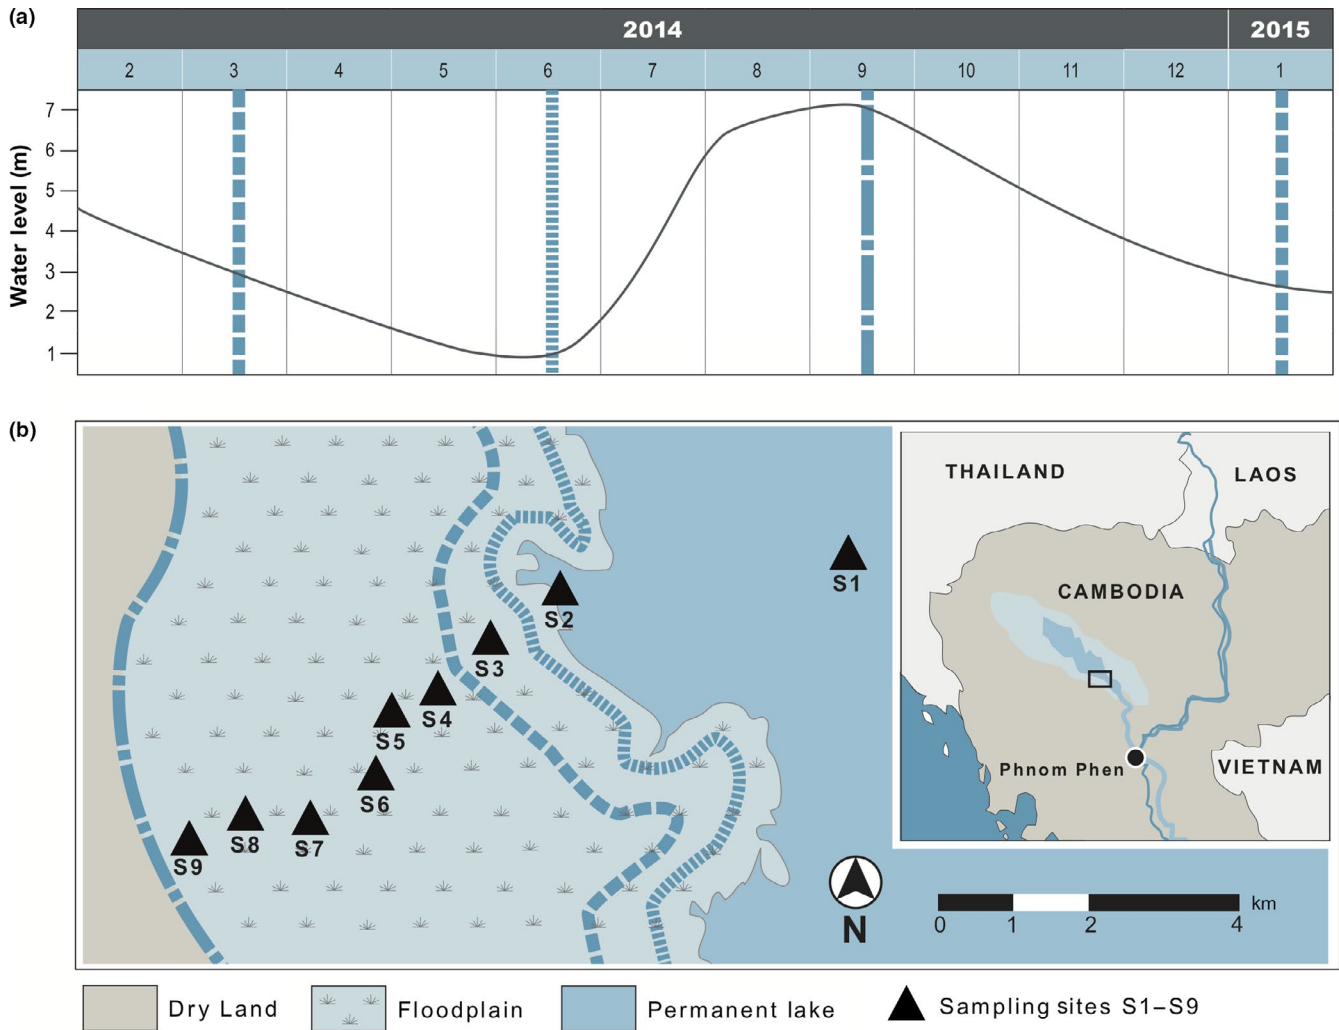 (a)
2014 2015
2 3 4 5 6 7 8 9 10 11 12 1
Water level (m)
7
6
5
4
3
2
1
(b)
THAILAND
LAOS
CAMBODIA
Phnom Phen
VIETNAM
S1
S2
S3
S4
S5
S6
S7
S8
S9
N
0 1 2 4 km
Dry Land Floodplain Permanent lake Sampling sites S1–S9